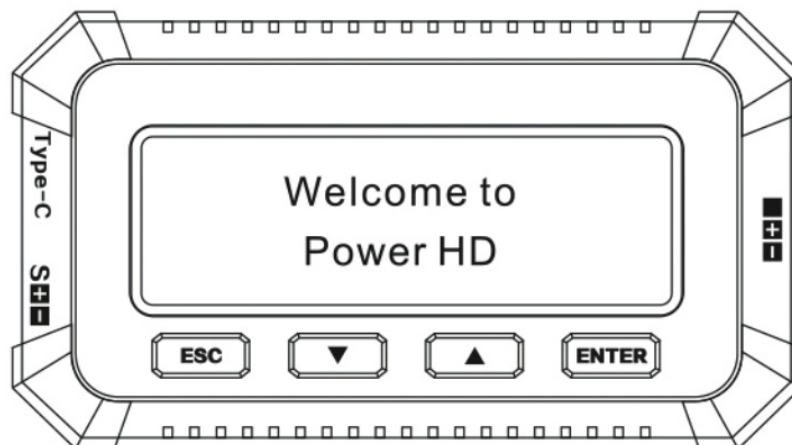 Type-C
S + -
Welcome to
Power HD
ESC ▼ ▲ ENTER
+ -